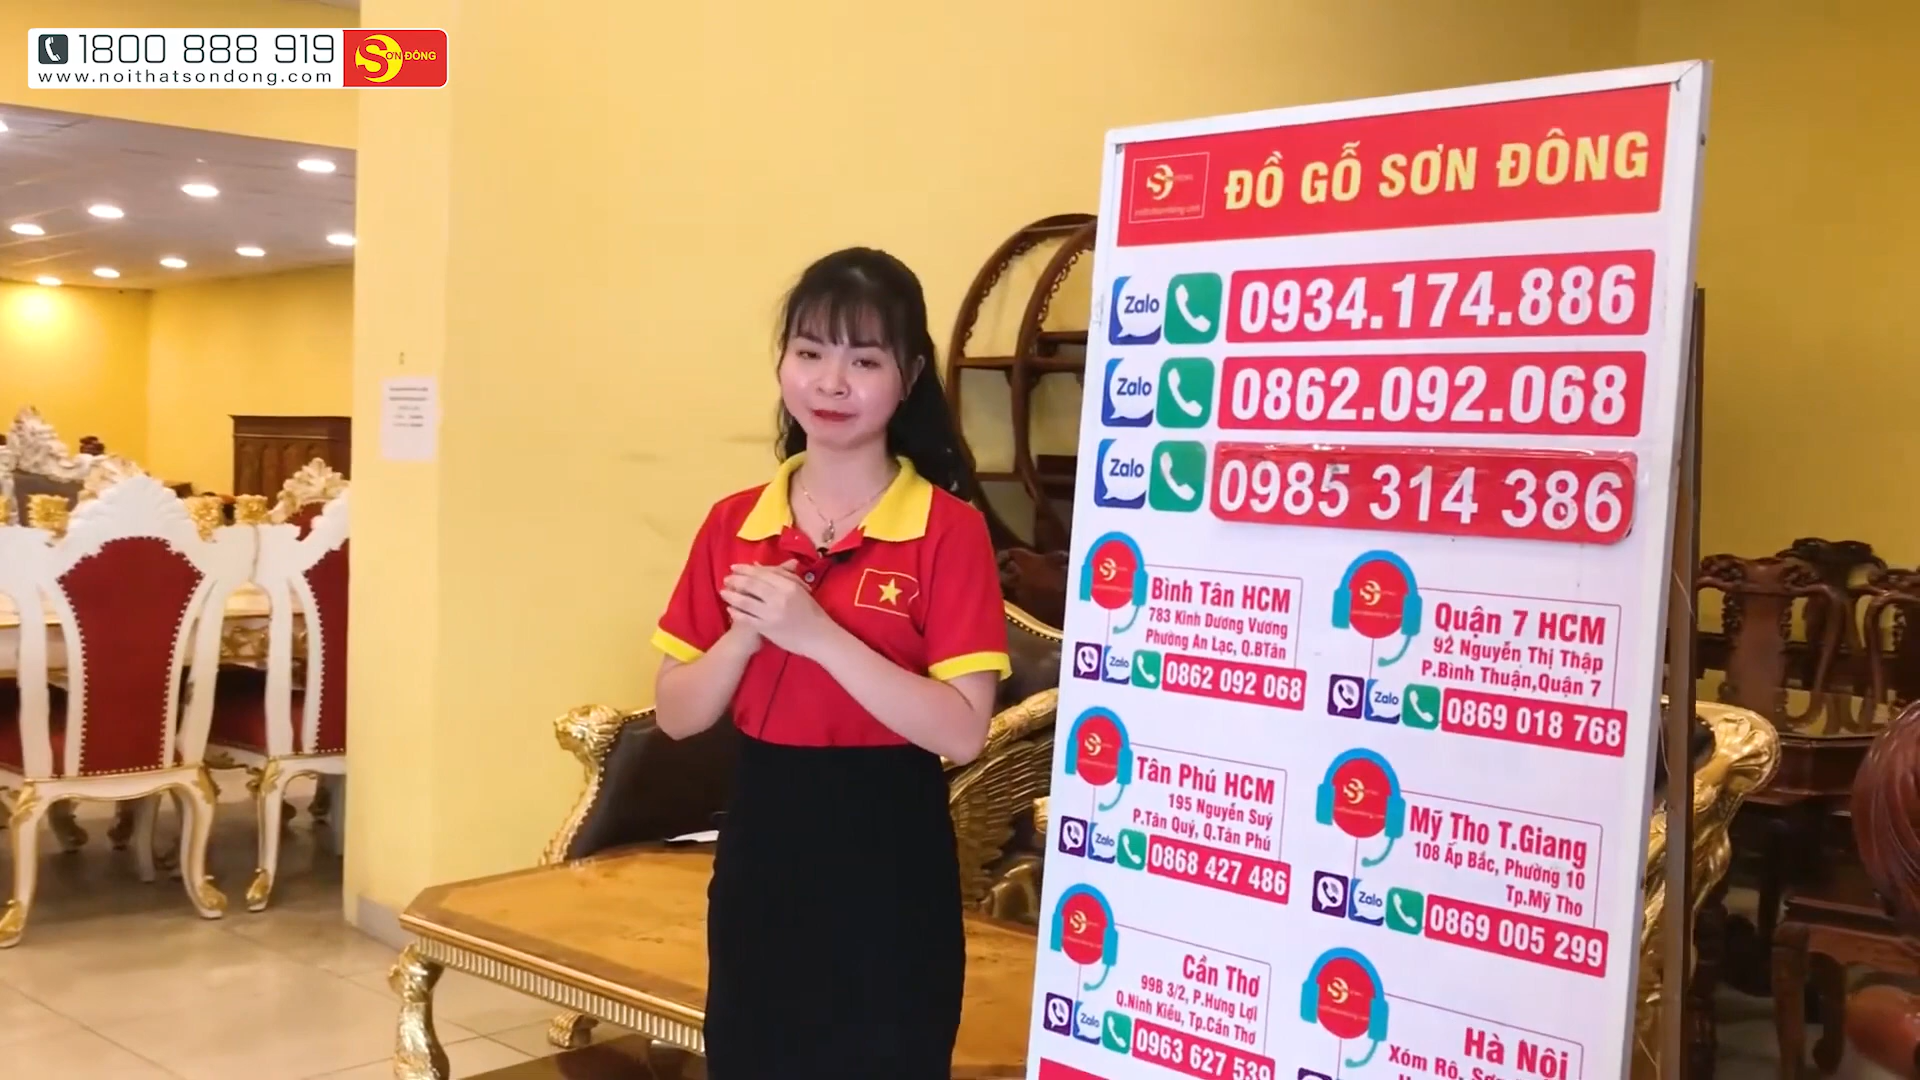 1800 888 919
www.noithatsondong.com
SƠN ĐÔNG
ĐỒ GỖ SƠN ĐÔNG
Zalo 0934.174.886
Zalo 0862.092.068
Zalo 0985 314 386
Bình Tân HCM
783 Kinh Dương Vương
Phường An Lạc, Q.BTân
Zalo 0862 092 068
Quận 7 HCM
92 Nguyễn Thị Thập
P.Bình Thuận,Quận 7
Zalo 0869 018 768
Tân Phú HCM
195 Nguyễn Suý
P.Tân Quý, Q.Tân Phú
Zalo 0868 427 486
Mỹ Tho T.Giang
108 Ấp Bắc, Phường 10
Tp.Mỹ Tho
Zalo 0869 005 299
Cần Thơ
99B 3/2, P.Hưng Lợi
Q.Ninh Kiều, Tp.Cần Thơ
Zalo 0963 627 539
Hà Nội
Xóm Rô,